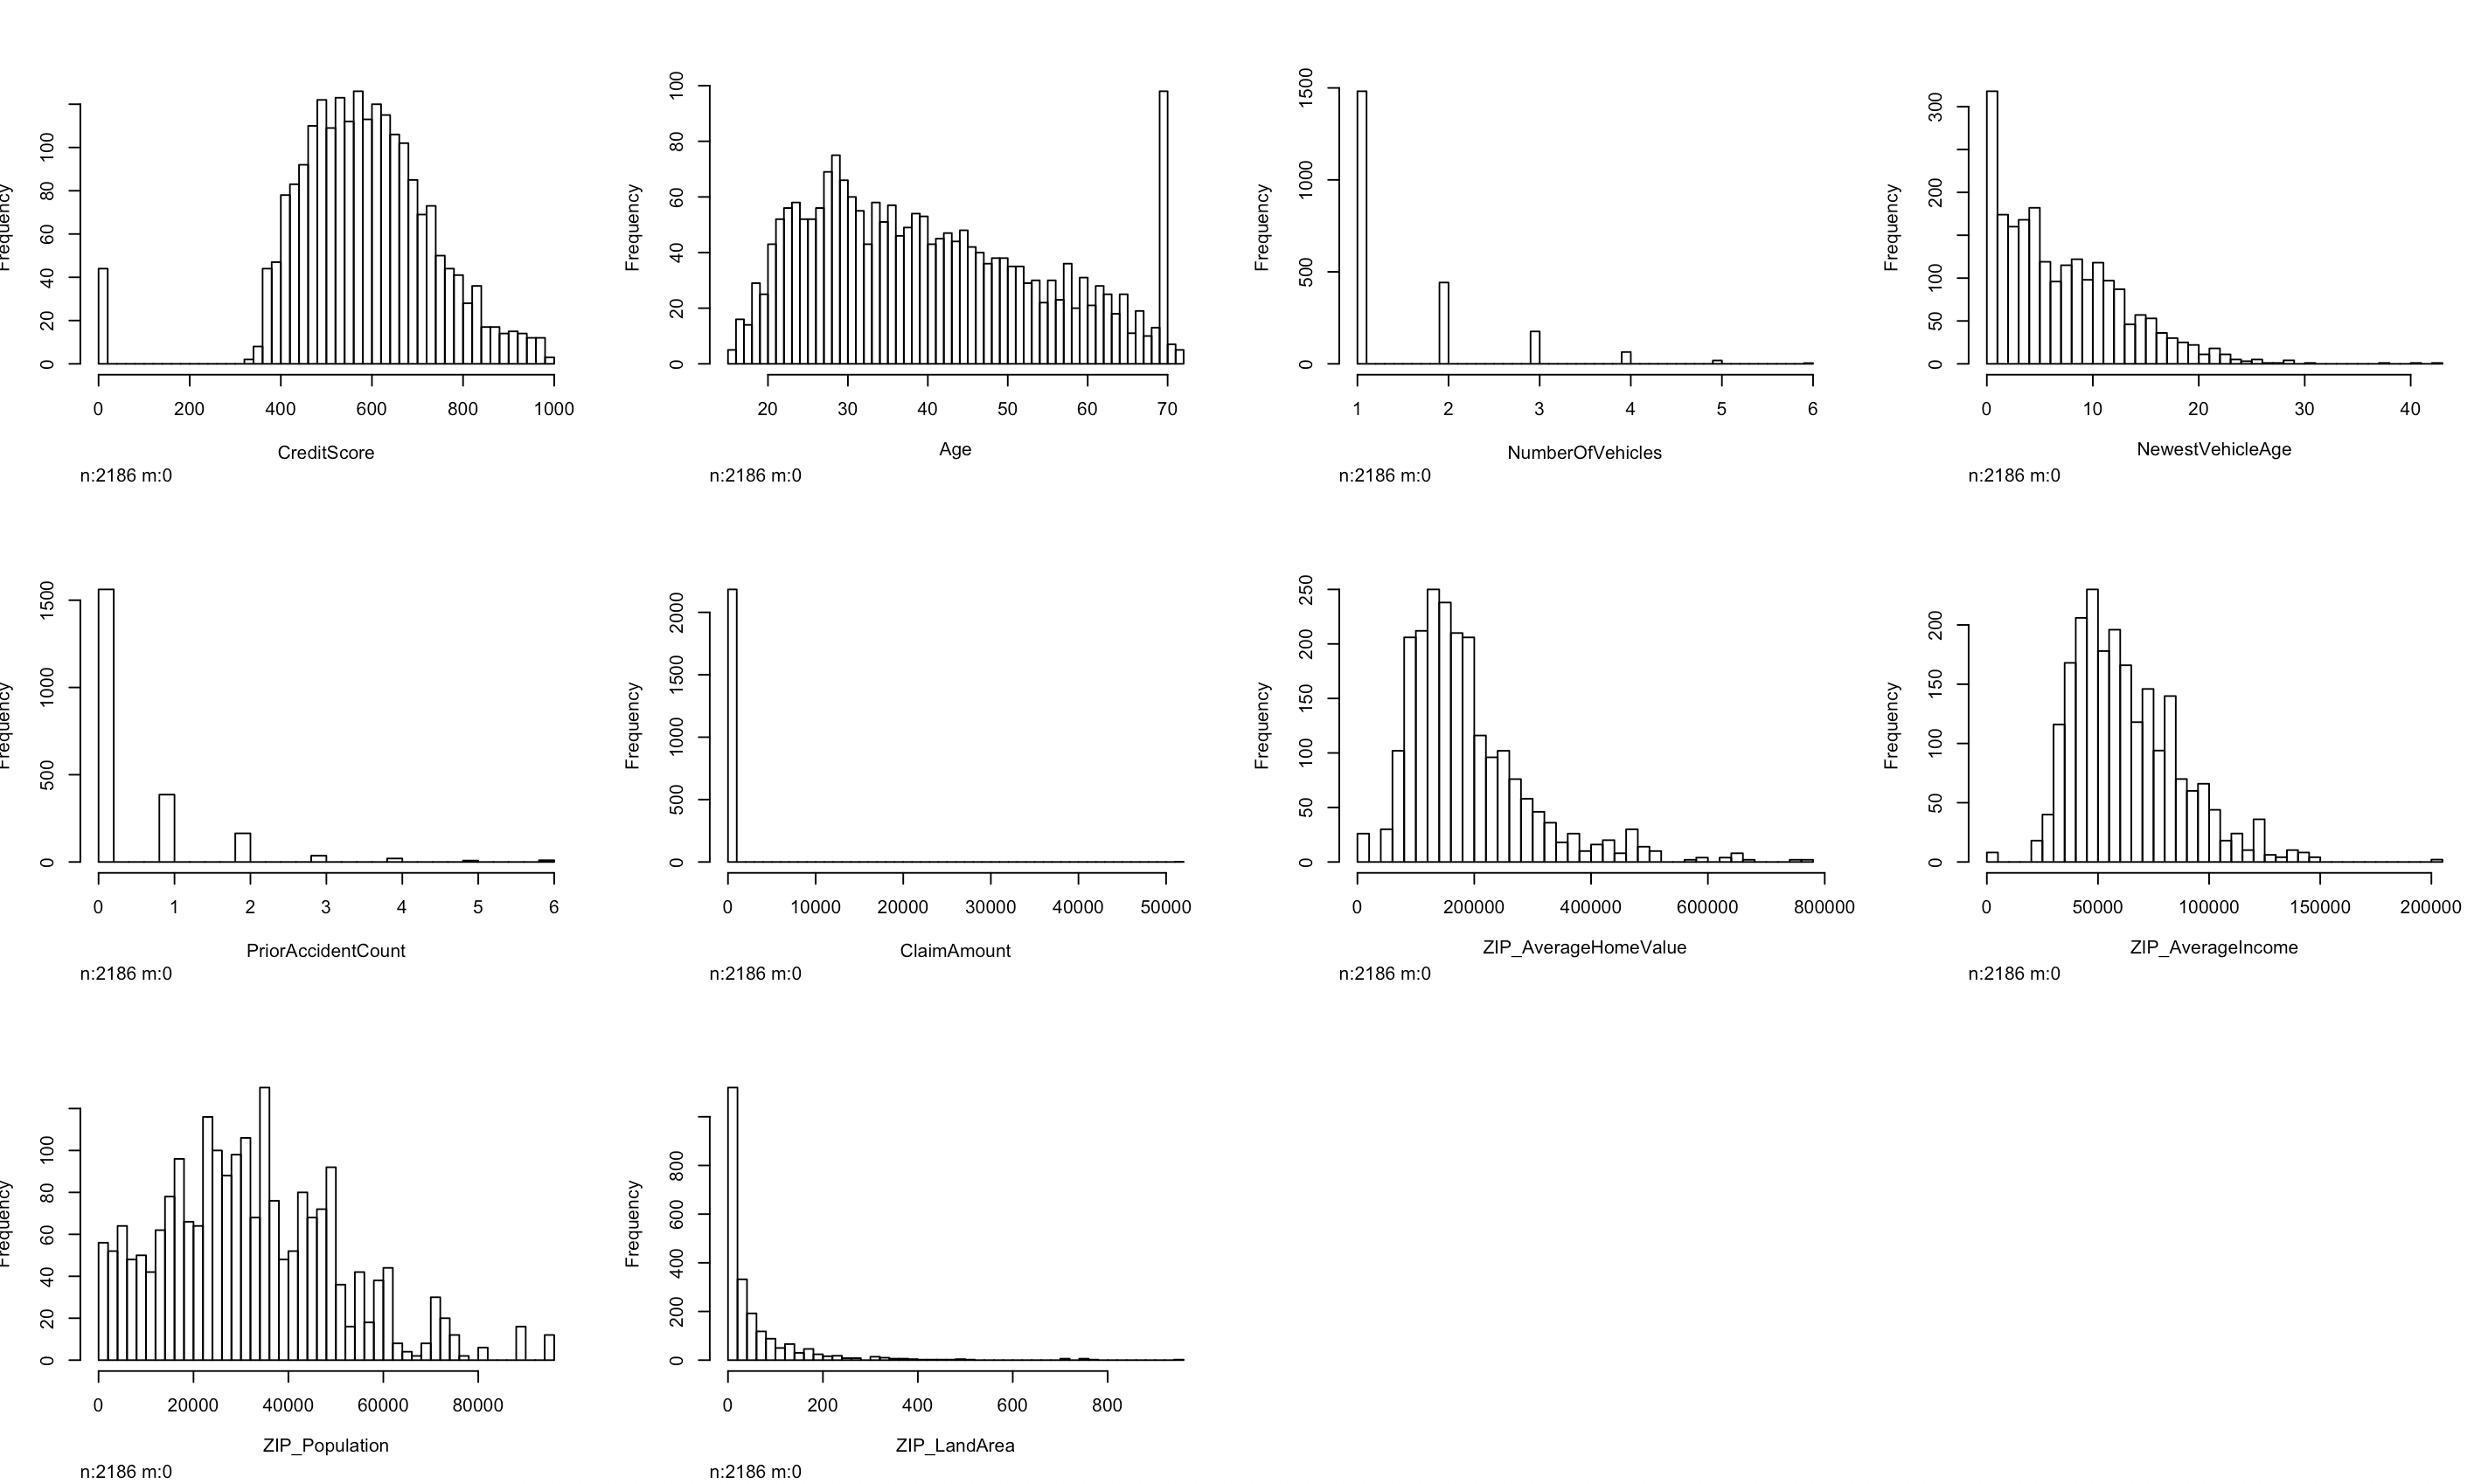 Frequency
0 20 40 60 80 100
0 200 400 600 800 1000
CreditScore
n:2186 m:0
Frequency
0 20 40 60 80 100
20 30 40 50 60 70
Age
n:2186 m:0
Frequency
0 500 1000 1500
1 2 3 4 5 6
NumberOfVehicles
n:2186 m:0
Frequency
0 50 100 200 300
0 10 20 30 40
NewestVehicleAge
n:2186 m:0
Frequency
0 500 1000 1500
0 1 2 3 4 5 6
PriorAccidentCount
n:2186 m:0
Frequency
0 500 1000 1500 2000
0 10000 20000 30000 40000 50000
ClaimAmount
n:2186 m:0
Frequency
0 50 100 150 200 250
0 200000 400000 600000 800000
ZIP_AverageHomeValue
n:2186 m:0
Frequency
0 50 100 150 200
0 50000 100000 150000 200000
ZIP_AverageIncome
n:2186 m:0
Frequency
0 20 40 60 80 100
0 20000 40000 60000 80000
ZIP_Population
n:2186 m:0
Frequency
0 200 400 600 800
0 200 400 600 800
ZIP_LandArea
n:2186 m:0